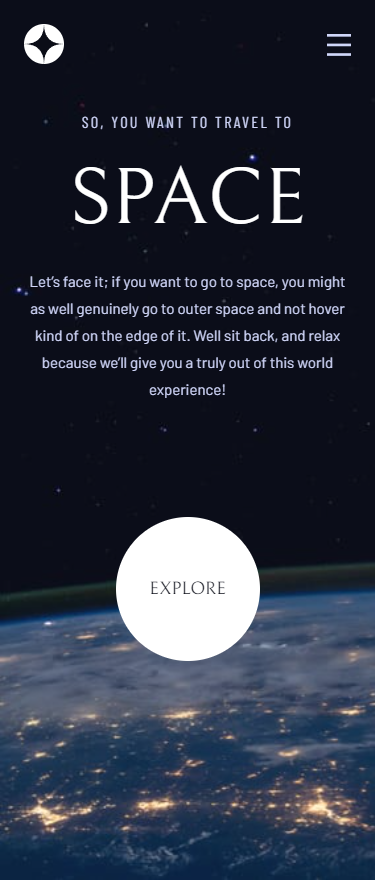 SO, YOU WANT TO TRAVEL TO
SPACE
Let’s face it; if you want to go to space, you might
as well genuinely go to outer space and not hover
kind of on the edge of it. Well sit back, and relax
because we’ll give you a truly out of this world
experience!
EXPLORE